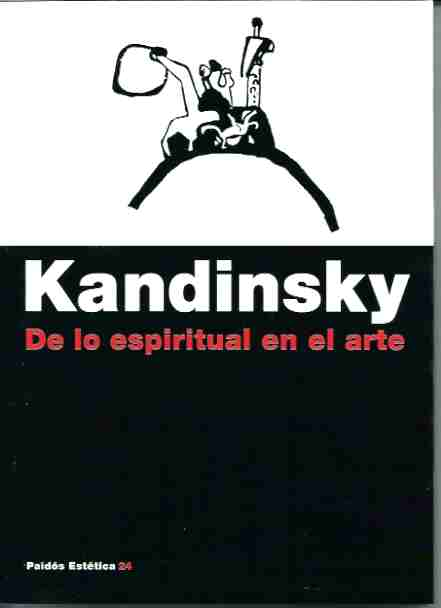 Kandinsky
De lo espiritual en el arte
Paidós Estética 24